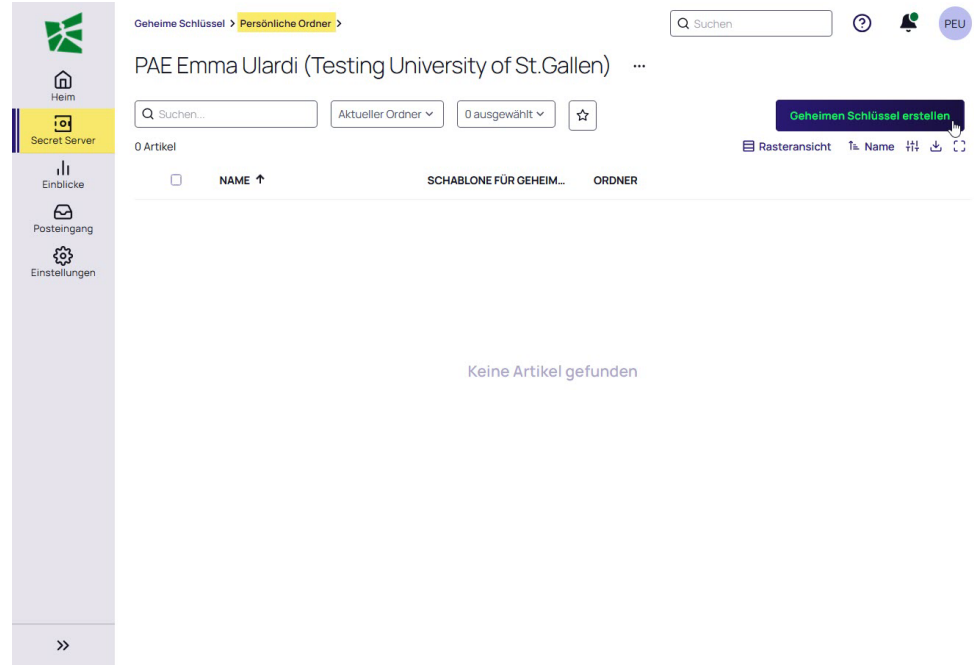 Geheime Schlüssel > Persönliche Ordner >
Suchen
PEU
PAE Emma Ulardi (Testing University of St.Gallen) ...
Heim
Secret Server
Einblicke
Posteingang
Einstellungen
Suchen...
Aktueller Ordner
0 ausgewählt
Geheimen Schlüssel erstellen
0 Artikel
Rasteransicht
Name
NAME ↑
SCHABLONE FÜR GEHEIM...
ORDNER
Keine Artikel gefunden